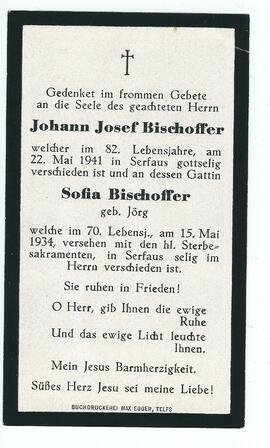 Gedenket im frommen Gebete
an die Seele des geachteten Herrn
Johann Josef Bischoffer
welcher im 82. Lebensjahre, am
22. Mai 1941 in Serfaus gottselig
verschieden ist und an dessen Gattin
Sofia Bischoffer
geb. Jörg
welche im 70. Lebensj., am 15. Mai
1934, versehen mit den hl. Sterbe-
sakramenten, in Serfaus selig im
Herrn verschieden ist.
Sie ruhen in Frieden!
O Herr, gib Ihnen die ewige
Ruhe
Und das ewige Licht leuchte
Ihnen.
Mein Jesus Barmherzigkeit.
Süßes Herz Jesu sei meine Liebe!
BUCHDRUCKEREI MAX EGGER, TELFS